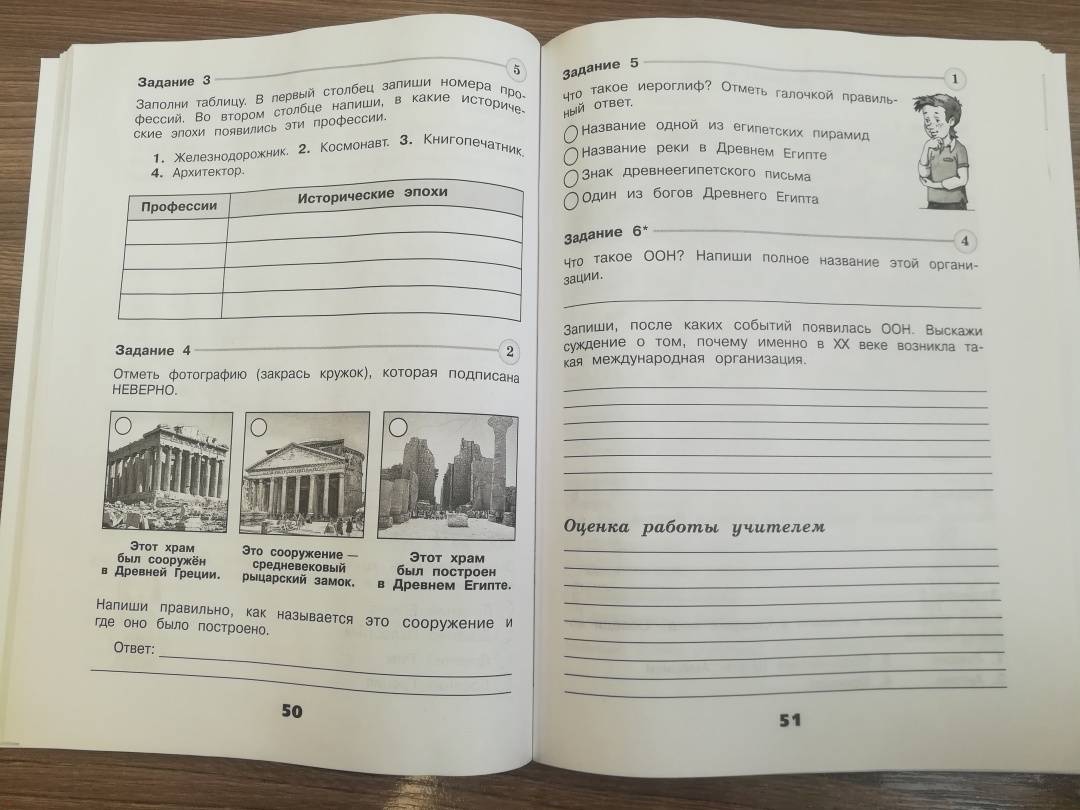 Задание 3
5
Заполни таблицу. В первый столбец запиши номера про-
фессий. Во втором столбце напиши, в какие историче-
ские эпохи появились эти профессии.
1. Железнодорожник. 2. Космонавт. 3. Книгопечатник.
4. Архитектор.
Профессии
Исторические эпохи
Задание 4
2
Отметь фотографию (закрась кружок), которая подписана
НЕВЕРНО.
Этот храм
был сооружён
в Древней Греции.
Это сооружение —
средневековый
рыцарский замок.
Этот храм
был построен
в Древнем Египте.
Напиши правильно, как называется это сооружение и
где оно было построено.
Ответ:
50
Задание 5
1
Что такое иероглиф? Отметь галочкой правиль-
ный ответ.
Название одной из египетских пирамид
Название реки в Древнем Египте
Знак древнеегипетского письма
Один из богов Древнего Египта
Задание 6*
4
Что такое ООН? Напиши полное название этой органи-
зации.
Запиши, после каких событий появилась ООН. Выскажи
суждение о том, почему именно в XX веке возникла та-
кая международная организация.
Оценка работы учителем
51